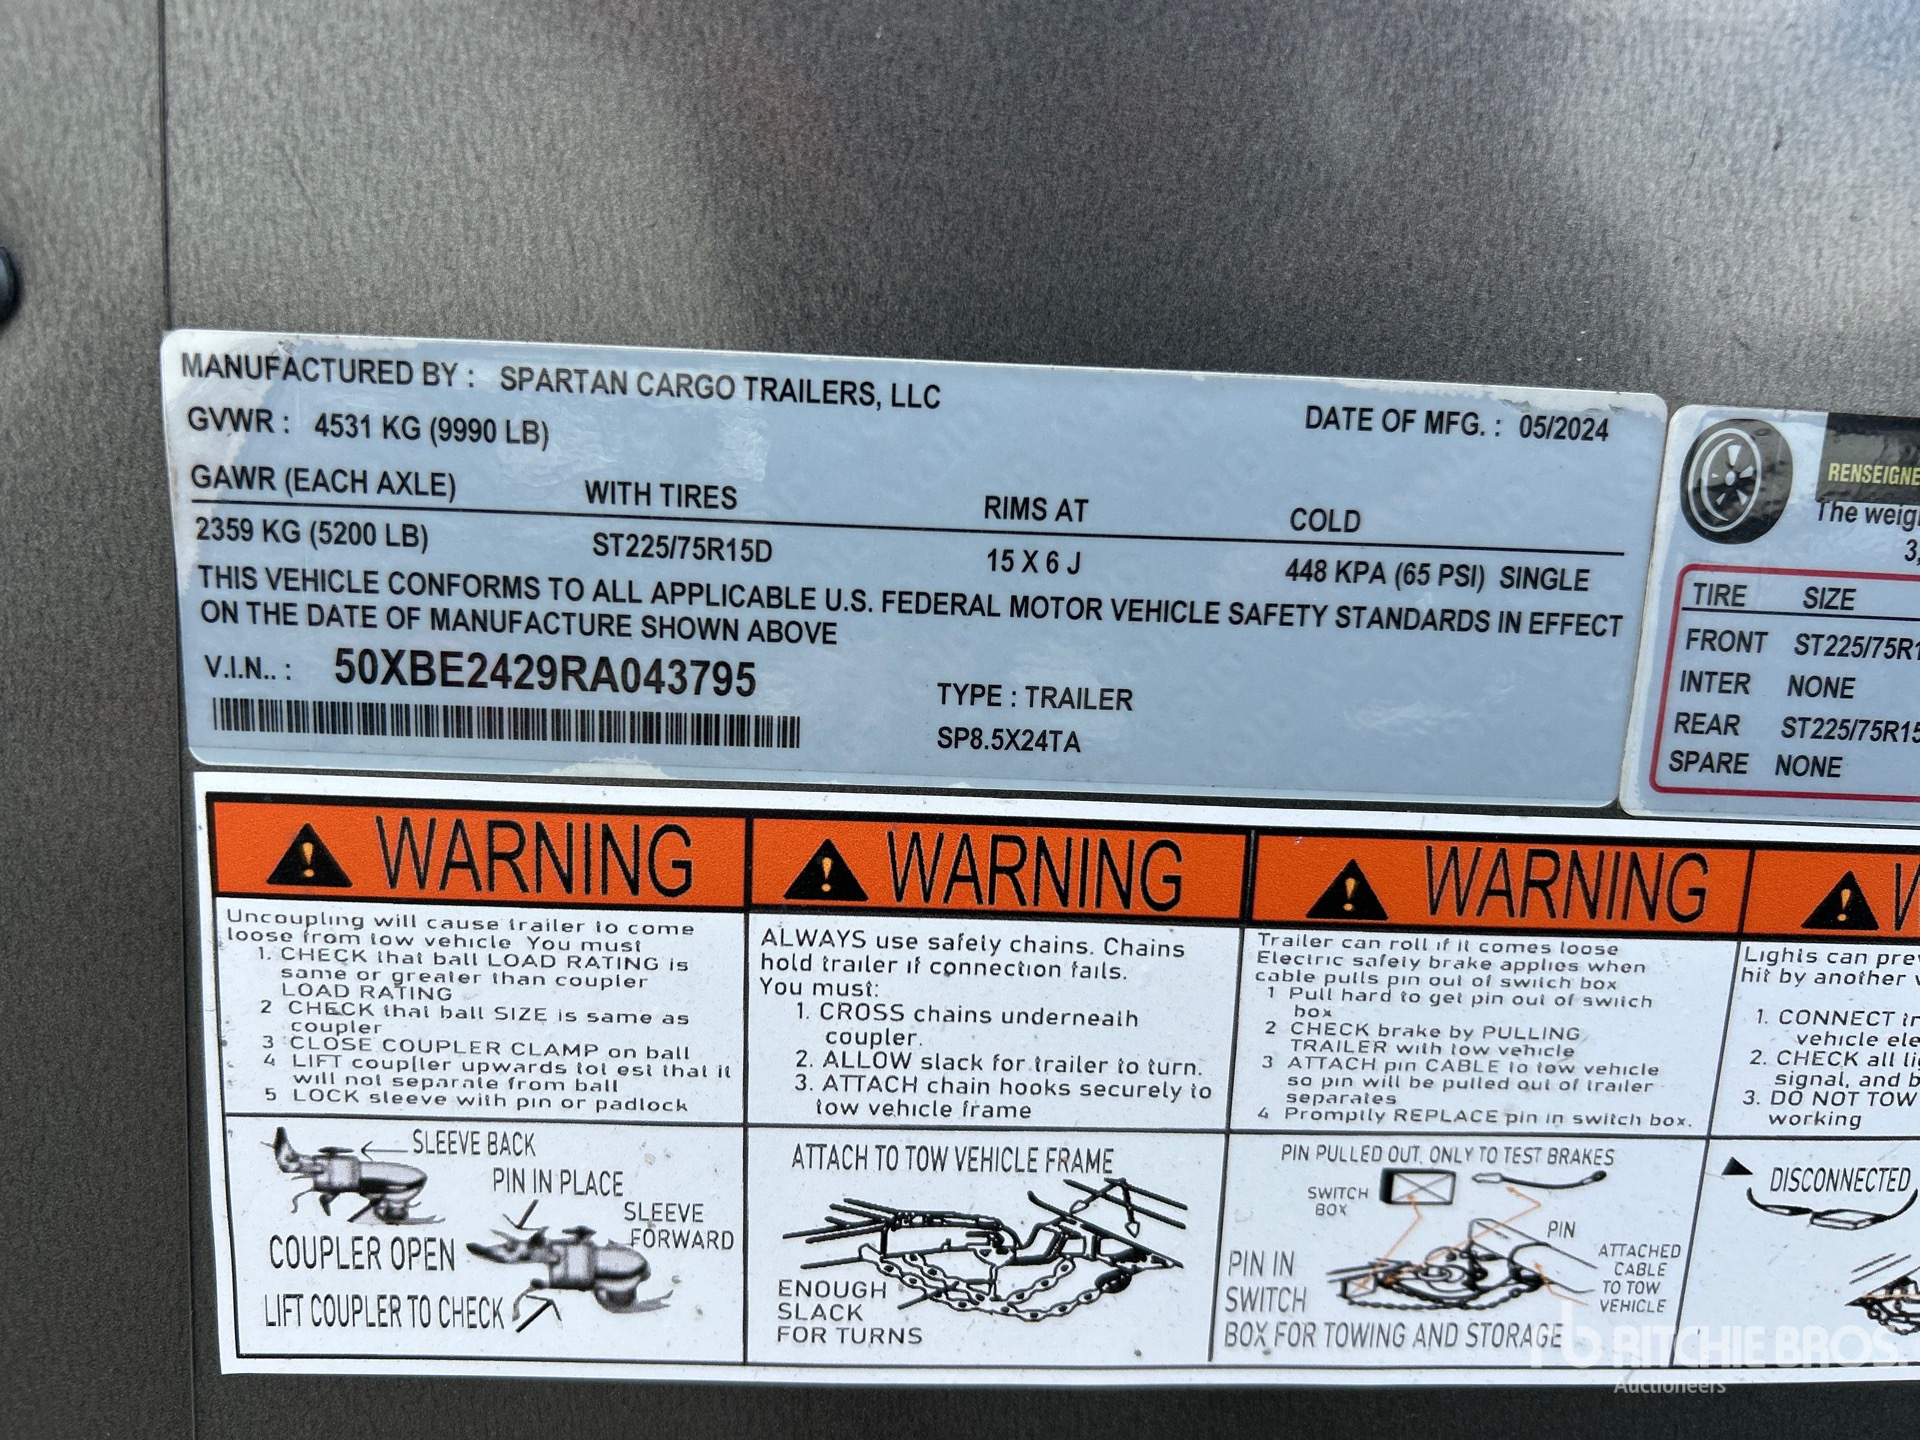 MANUFACTURED BY : SPARTAN CARGO TRAILERS, LLC
GVWR : 4531 KG (9990 LB)
DATE OF MFG. : 05/2024
GAWR (EACH AXLE) WITH TIRES RIMS AT COLD
2359 KG (5200 LB) ST225/75R15D 15 X 6 J 448 KPA (65 PSI) SINGLE
THIS VEHICLE CONFORMS TO ALL APPLICABLE U.S. FEDERAL MOTOR VEHICLE SAFETY STANDARDS IN EFFECT
ON THE DATE OF MANUFACTURE SHOWN ABOVE
V.I.N.. : 50XBE2429RA043795
TYPE : TRAILER
SP8.5X24TA
RENSEIGNE
The weig
3,
TIRE SIZE
FRONT ST225/75R1
INTER NONE
REAR ST225/75R15
SPARE NONE
WARNING
Uncoupling will cause trailer to come
loose from tow vehicle You must
1. CHECK that ball LOAD RATING is
same or greater than coupler
LOAD RATING
2 CHECK that ball SIZE is same as
coupler
3 CLOSE COUPLER CLAMP on ball
4 LIFT coupller upwards tot est that it
will not separate from ball
5 LOCK sleeve with pin or padlock
SLEEVE BACK
PIN IN PLACE
SLEEVE
FORWARD
COUPLER OPEN
LIFT COUPLER TO CHECK
WARNING
ALWAYS use safety chains. Chains
hold trailer if connection fails.
You must:
1. CROSS chains underneath
coupler.
2. ALLOW slack for trailer to turn.
3. ATTACH chain hooks securely to
tow vehicle frame
ATTACH TO TOW VEHICLE FRAME
ENOUGH
SLACK
FOR TURNS
WARNING
Trailer can roll if it comes loose
Electric safety brake applies when
cable pulls pin out of switch box
1 Pull hard to get pin out of switch
box
2 CHECK brake by PULLING
TRAILER with tow vehicle
3 ATTACH pin CABLE to tow vehicle
so pin will be pulled out of trailer
separates
4 Promptly REPLACE pin in switch box.
PIN PULLED OUT, ONLY TO TEST BRAKES
SWITCH
BOX
PIN
ATTACHED
CABLE
TO TOW
VEHICLE
PIN IN
SWITCH
BOX FOR TOWING AND STORAGE
W
Lights can prev
hit by another v
1. CONNECT tr
vehicle ele
2. CHECK all li
signal, and b
3. DO NOT TOW
working
DISCONNECTED
rb RITCHIE BROS.
Auctioneers